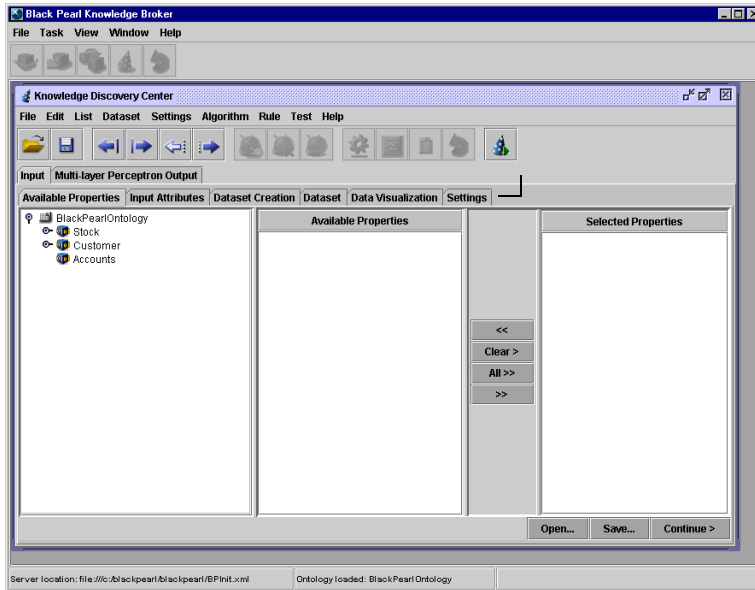 Black Pearl Knowledge Broker
File Task View Window Help
Knowledge Discovery Center
File Edit List Dataset Settings Algorithm Rule Test Help
Input Multi-layer Perceptron Output
Available Properties Input Attributes Dataset Creation Dataset Data Visualization Settings
BlackPearlOntology
Stock
Customer
Accounts
Available Properties
<<
Clear >
All >>
>>
Selected Properties
Open... Save... Continue >
Server location: file:///c:/blackpearl/blackpearl/BPInit.xml Ontology loaded: BlackPearlOntology